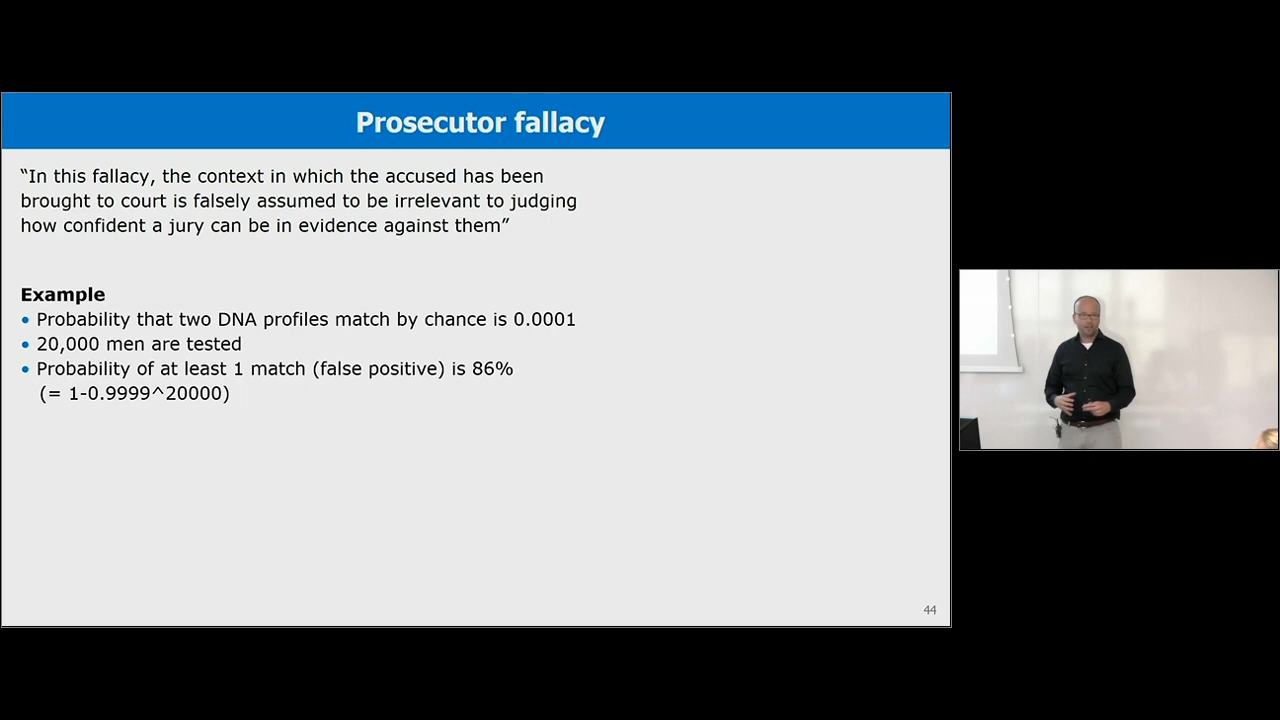 Prosecutor fallacy
“In this fallacy, the context in which the accused has been
brought to court is falsely assumed to be irrelevant to judging
how confident a jury can be in evidence against them”
Example
• Probability that two DNA profiles match by chance is 0.0001
• 20,000 men are tested
• Probability of at least 1 match (false positive) is 86%
(= 1-0.9999^20000)
44